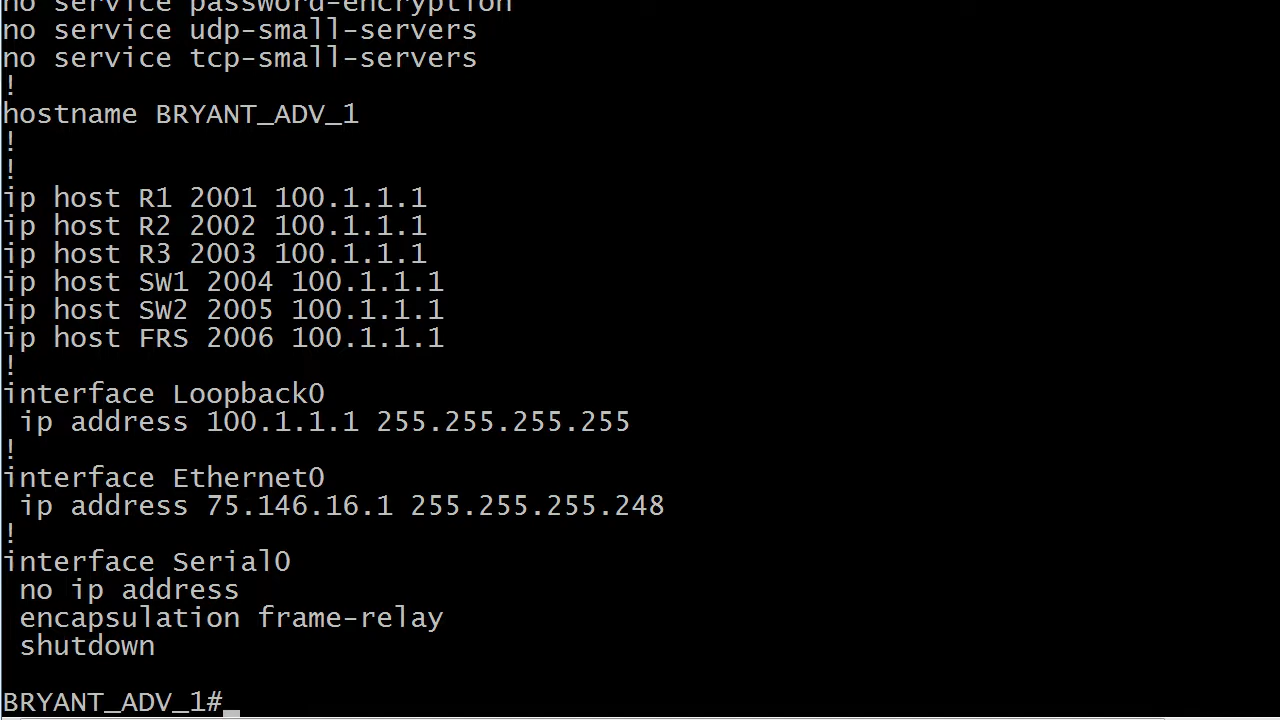 no service password-encryption
no service udp-small-servers
no service tcp-small-servers
!
hostname BRYANT_ADV_1
!
!
ip host R1 2001 100.1.1.1
ip host R2 2002 100.1.1.1
ip host R3 2003 100.1.1.1
ip host SW1 2004 100.1.1.1
ip host SW2 2005 100.1.1.1
ip host FRS 2006 100.1.1.1
!
interface Loopback0
 ip address 100.1.1.1 255.255.255.255
!
interface Ethernet0
 ip address 75.146.16.1 255.255.255.248
!
interface Serial0
 no ip address
 encapsulation frame-relay
 shutdown
BRYANT_ADV_1#_